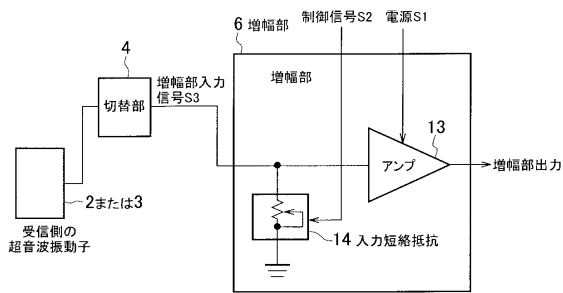 6 増幅部
制御信号S2
電源S1
4
増幅部
切替部
増幅部入力
信号S3
13
アンプ
増幅部出力
2または3
14 入力短絡抵抗
受信側の
超音波振動子